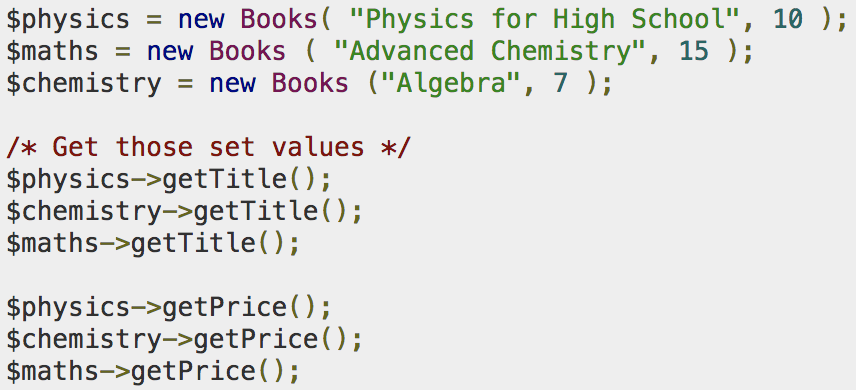 $physics = new Books( "Physics for High School", 10 );
$maths = new Books ( "Advanced Chemistry", 15 );
$chemistry = new Books ("Algebra", 7 );
/* Get those set values */
$physics->getTitle();
$chemistry->getTitle();
$maths->getTitle();
$physics->getPrice();
$chemistry->getPrice();
$maths->getPrice();